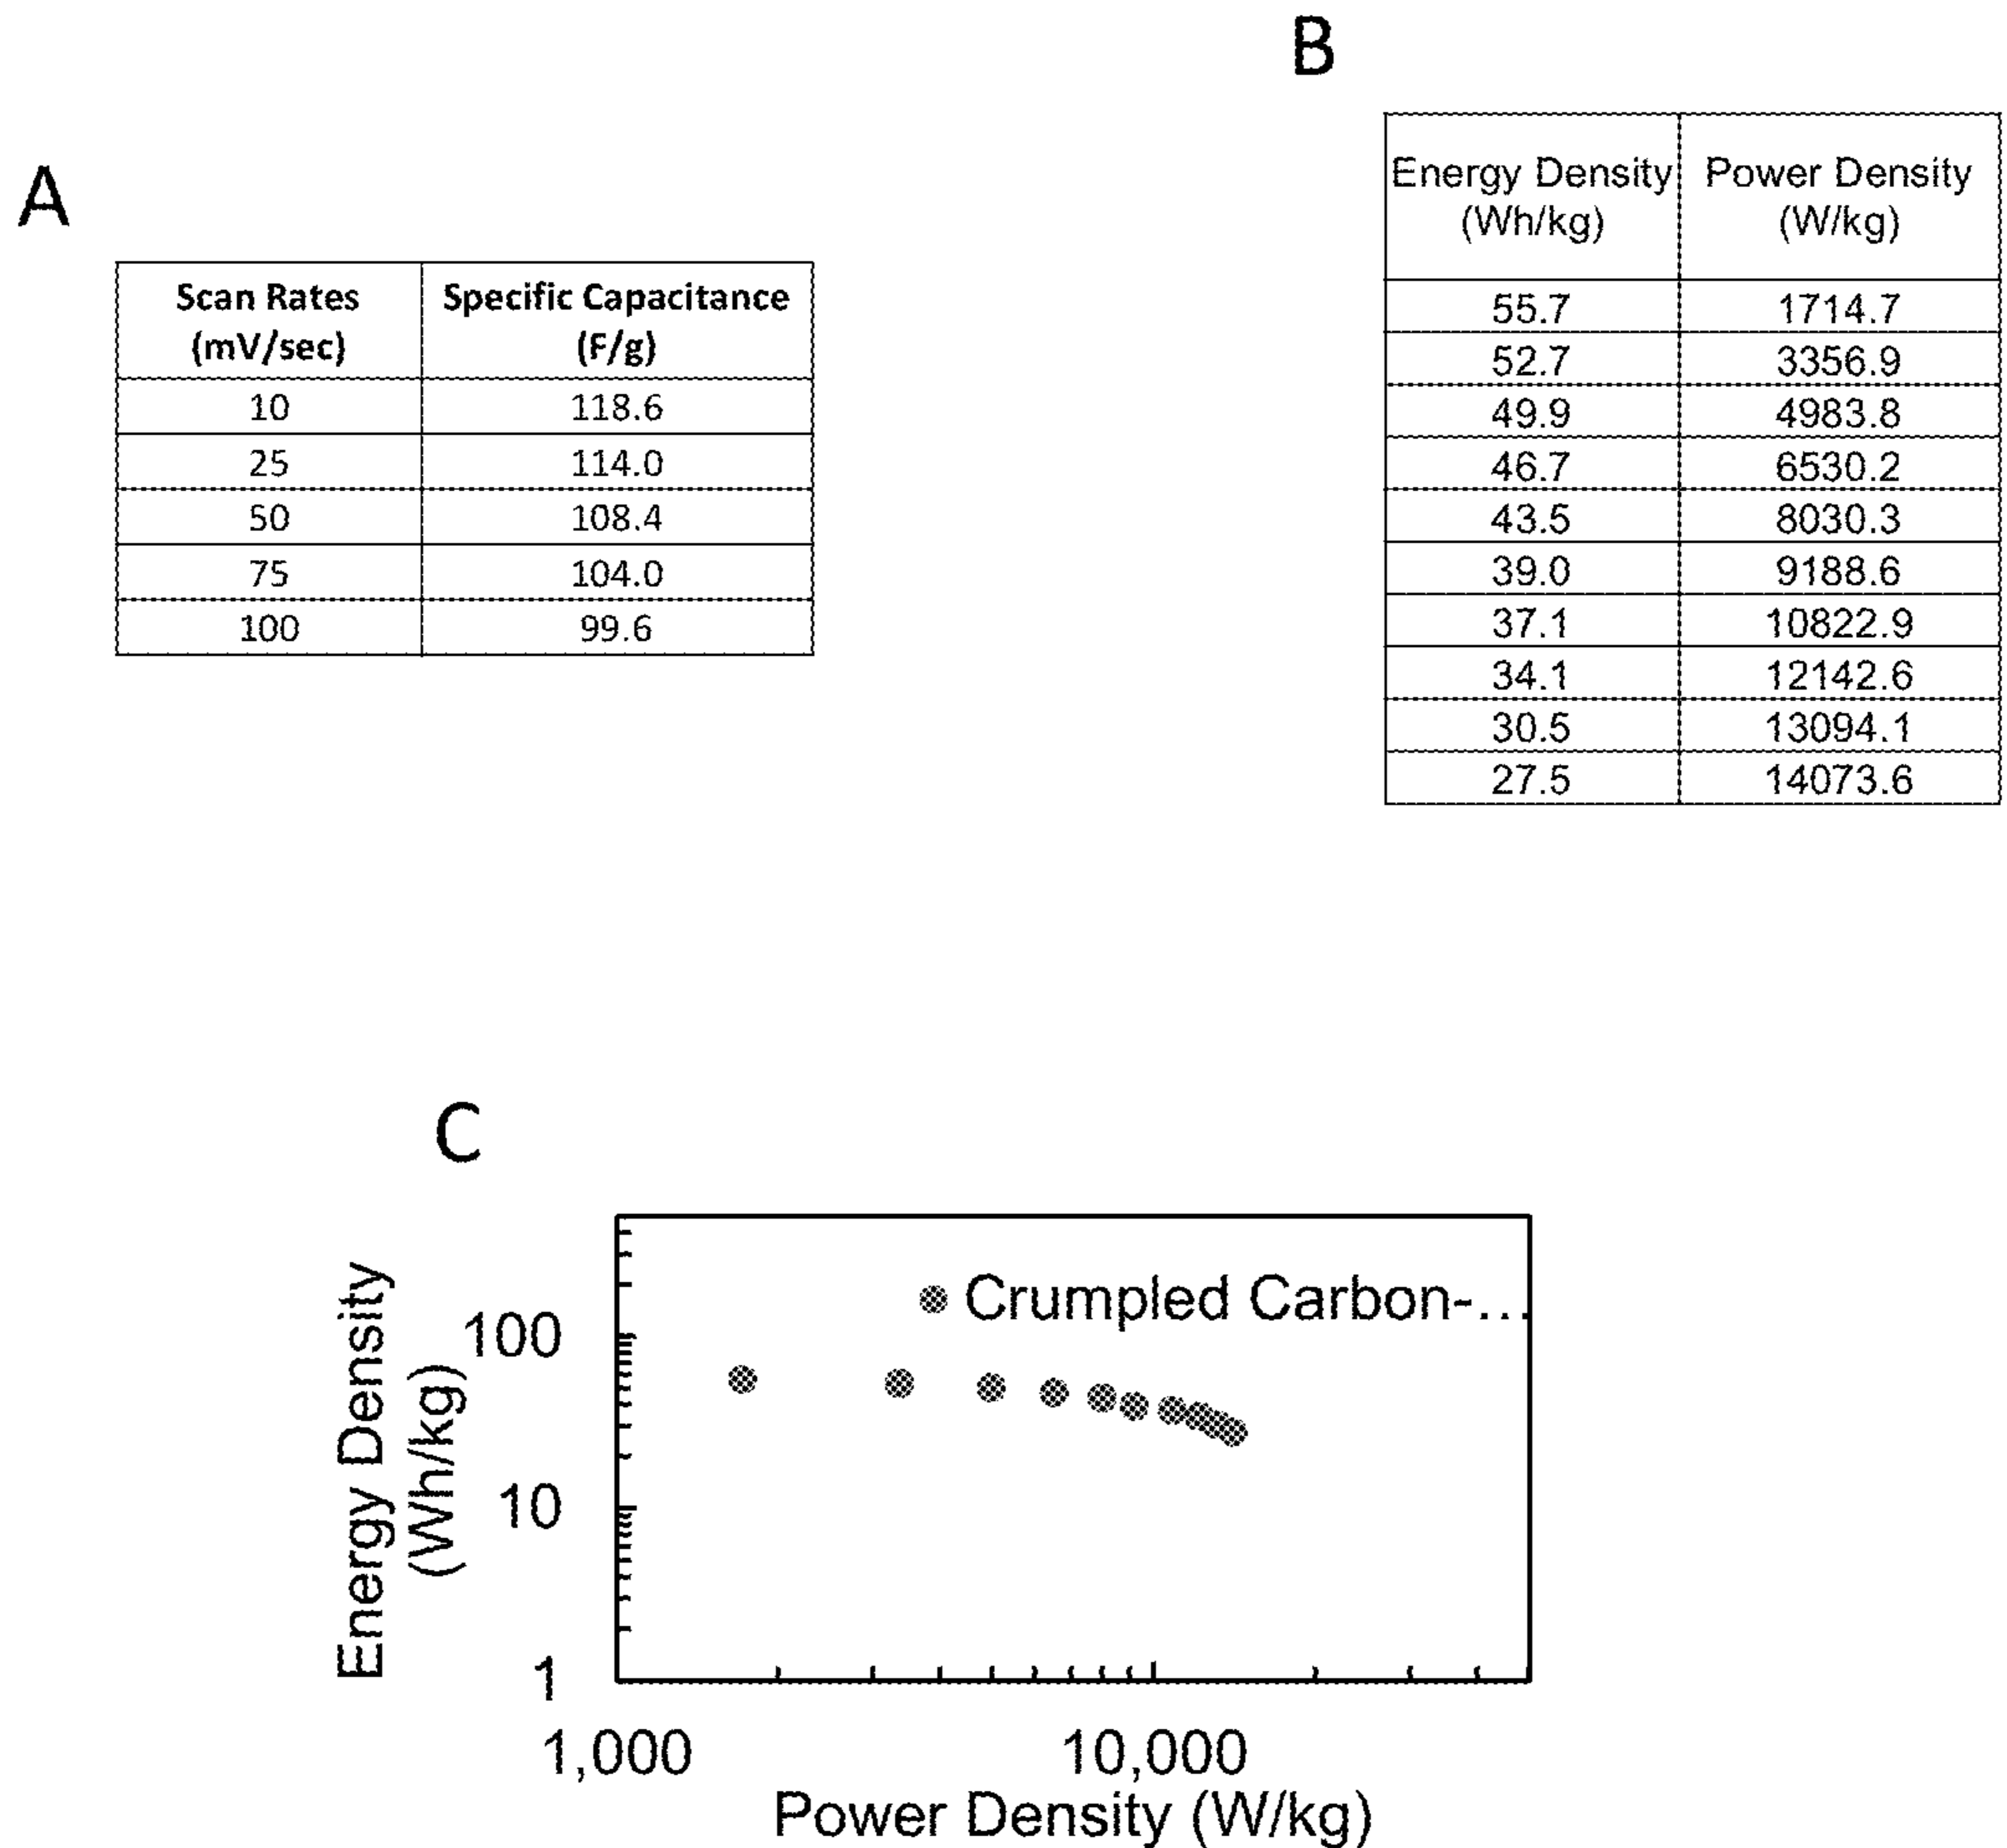 A
Scan Rates (mV/sec) Specific Capacitance (F/g)
10 118.6
25 114.0
50 108.4
75 104.0
100 99.6
B
Energy Density (Wh/kg) Power Density (W/kg)
55.7 1714.7
52.7 3356.9
49.9 4983.8
46.7 6530.2
43.5 8030.3
39.0 9188.6
37.1 10822.9
34.1 12142.6
30.5 13094.1
27.5 14073.6
C
Crumpled Carbon-...
Energy Density
(Wh/kg)
100
10
1
1,000 10,000
Power Density (W/kg)